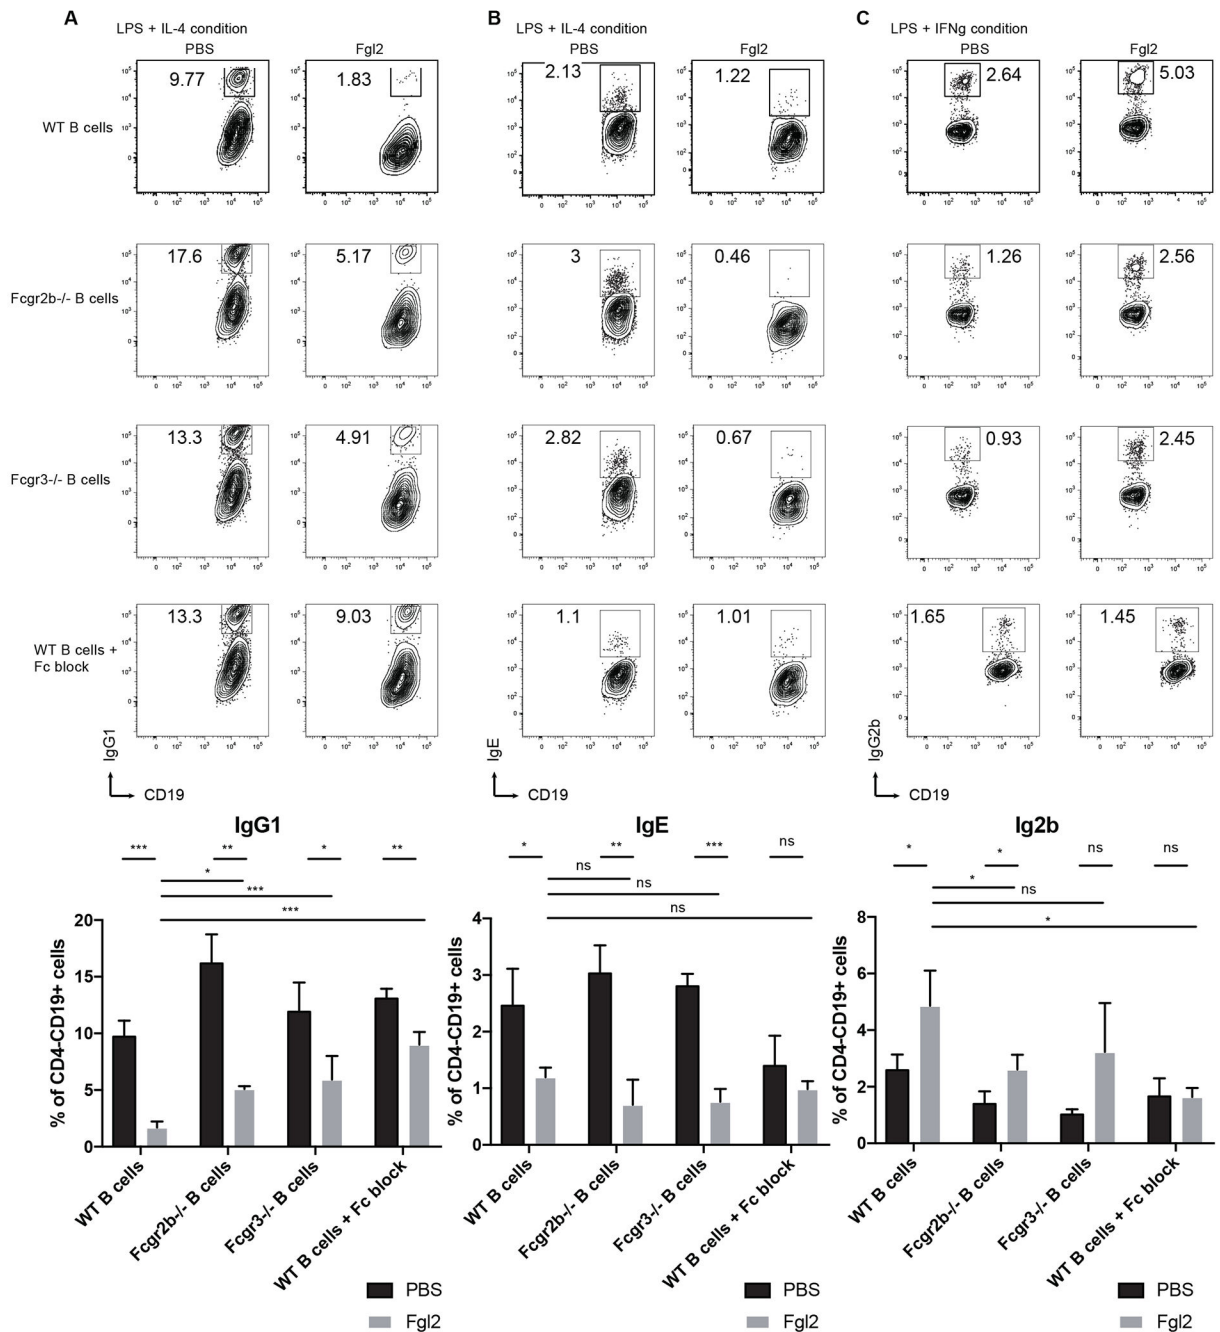 A
B
C
LPS + IL-4 condition
LPS + IL-4 condition
LPS + IFNg condition
PBS
Fgl2
PBS
Fgl2
PBS
Fgl2
WT B cells
9.77
1.83
2.13
1.22
2.64
5.03
Fcgr2b-/- B cells
17.6
5.17
3
0.46
1.26
2.56
Fcgr3-/- B cells
13.3
4.91
2.82
0.67
0.93
2.45
WT B cells +
Fc block
13.3
9.03
1.1
1.01
1.65
1.45
IgG1
CD19
IgE
CD19
IgG2b
CD19
IgG1
*** ** * **
*
***
***
% of CD4-CD19+ cells
20
15
10
5
0
WT B cells
Fcgr2b-/- B cells
Fcgr3-/- B cells
WT B cells + Fc block
PBS
Fgl2
IgE
* ** *** ns
ns
ns
ns
% of CD4-CD19+ cells
4
3
2
1
0
WT B cells
Fcgr2b-/- B cells
Fcgr3-/- B cells
WT B cells + Fc block
PBS
Fgl2
Ig2b
* * ns ns
*
ns
*
% of CD4-CD19+ cells
8
6
4
2
0
WT B cells
Fcgr2b-/- B cells
Fcgr3-/- B cells
WT B cells + Fc block
PBS
Fgl2